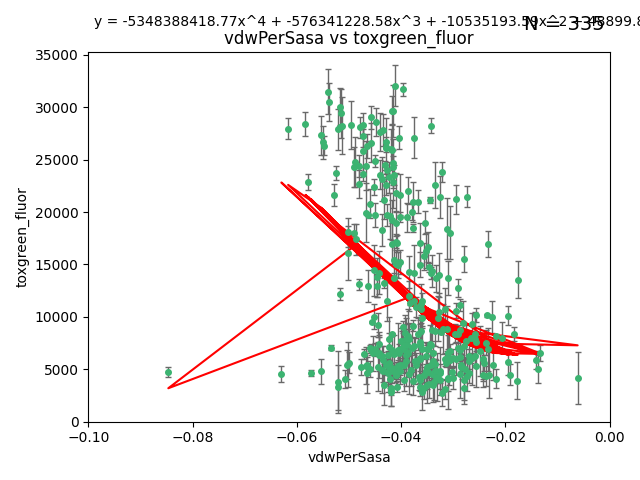 y = -5348388418.77x^4 + -576341228.58x^3 + -10535193.
N = 335
vdwPerSasa vs toxgreen_fluor
35000
30000
25000
20000
15000
10000
5000
0
toxgreen_fluor
−0.10 −0.08 −0.06 −0.04 −0.02 0.00
vdwPerSasa